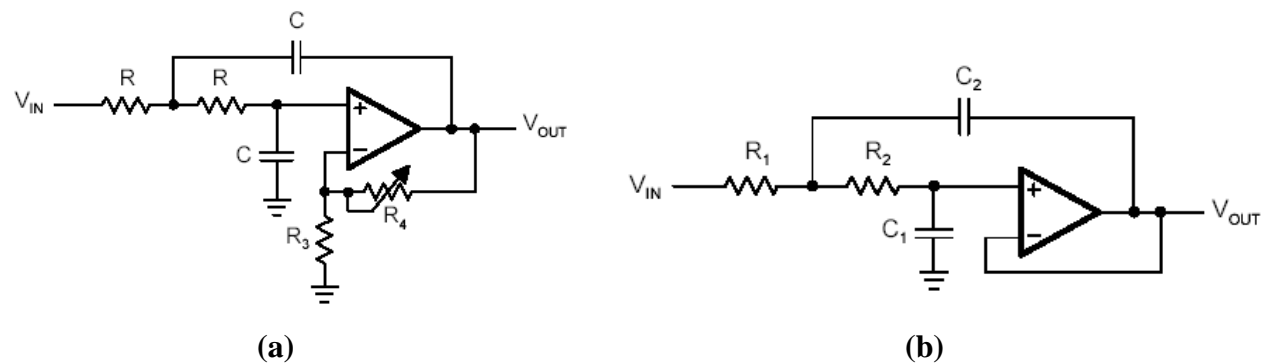 C
R
R
V_IN
+
V_OUT
C
−
R_4
R_3
(a)
C_2
R_1
R_2
V_IN
+
V_OUT
C_1
−
(b)